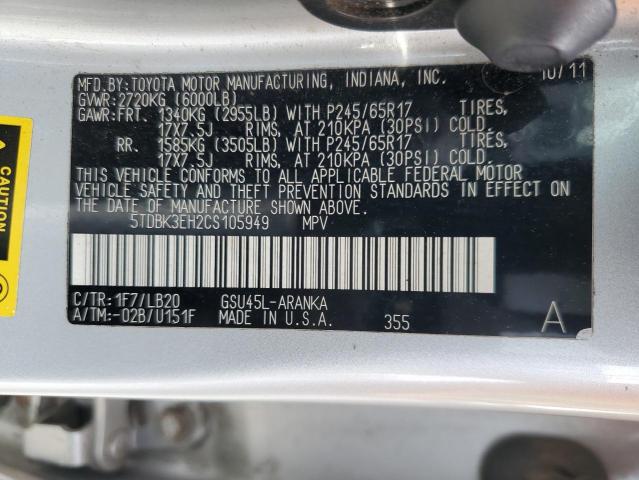 MFD.BY:TOYOTA MOTOR MANUFACTURING, INDIANA, INC. 10/11
GVWR:2720KG (6000LB)
GAWR:FRT. 1340KG (2955LB) WITH P245/65R17 TIRES,
17X7.5J RIMS, AT 210KPA (30PSI) COLD.
RR. 1585KG (3505LB) WITH P245/65R17 TIRES,
17X7.5J RIMS, AT 210KPA (30PSI) COLD.
THIS VEHICLE CONFORMS TO ALL APPLICABLE FEDERAL MOTOR
VEHICLE SAFETY AND THEFT PREVENTION STANDARDS IN EFFECT ON
THE DATE OF MANUFACTURE SHOWN ABOVE.
5TDBK3EH2CS105949 MPV
C/TR:1F7/LB20 GSU45L-ARANKA
A/TM:-02B/U151F MADE IN U.S.A. 355 A
CAUTION